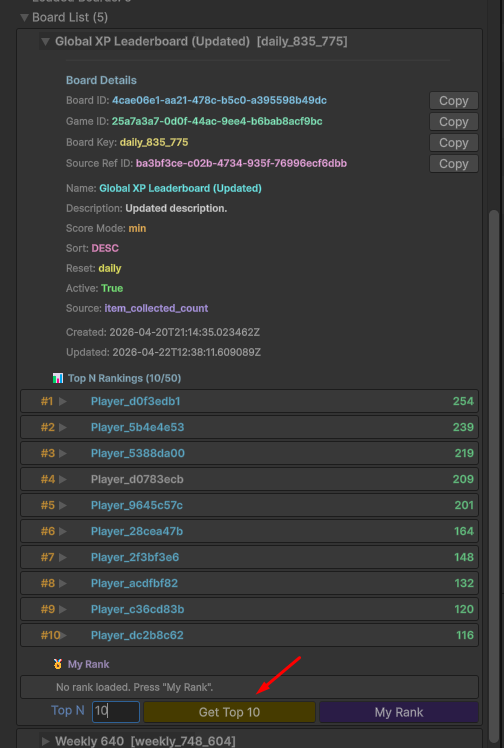 Board List (5)
Global XP Leaderboard (Updated) [daily_835_775]
Board Details
Board ID: 4cae06e1-aa21-478c-b5c0-a395598b49dc Copy
Game ID: 25a7a3a7-0d0f-44ac-9ee4-b6bab8acf9bc Copy
Board Key: daily_835_775 Copy
Source Ref ID: ba3bf3ce-c02b-4734-935f-76996ecf6dbb Copy
Name: Global XP Leaderboard (Updated)
Description: Updated description.
Score Mode: min
Sort: DESC
Reset: daily
Active: True
Source: item_collected_count
Created: 2026-04-20T21:14:35.023462Z
Updated: 2026-04-22T12:38:11.609089Z
Top N Rankings (10/50)
#1 Player_d0f3edb1 254
#2 Player_5b4e4e53 239
#3 Player_5388da00 219
#4 Player_d0783ecb 209
#5 Player_9645c57c 201
#6 Player_28cea47b 164
#7 Player_2f3bf3e6 148
#8 Player_acdfbf82 132
#9 Player_c36cd83b 120
#10 Player_dc2b8c62 116
My Rank
No rank loaded. Press "My Rank".
Top N 10 Get Top 10 My Rank
Weekly 640 [weekly_748_604]